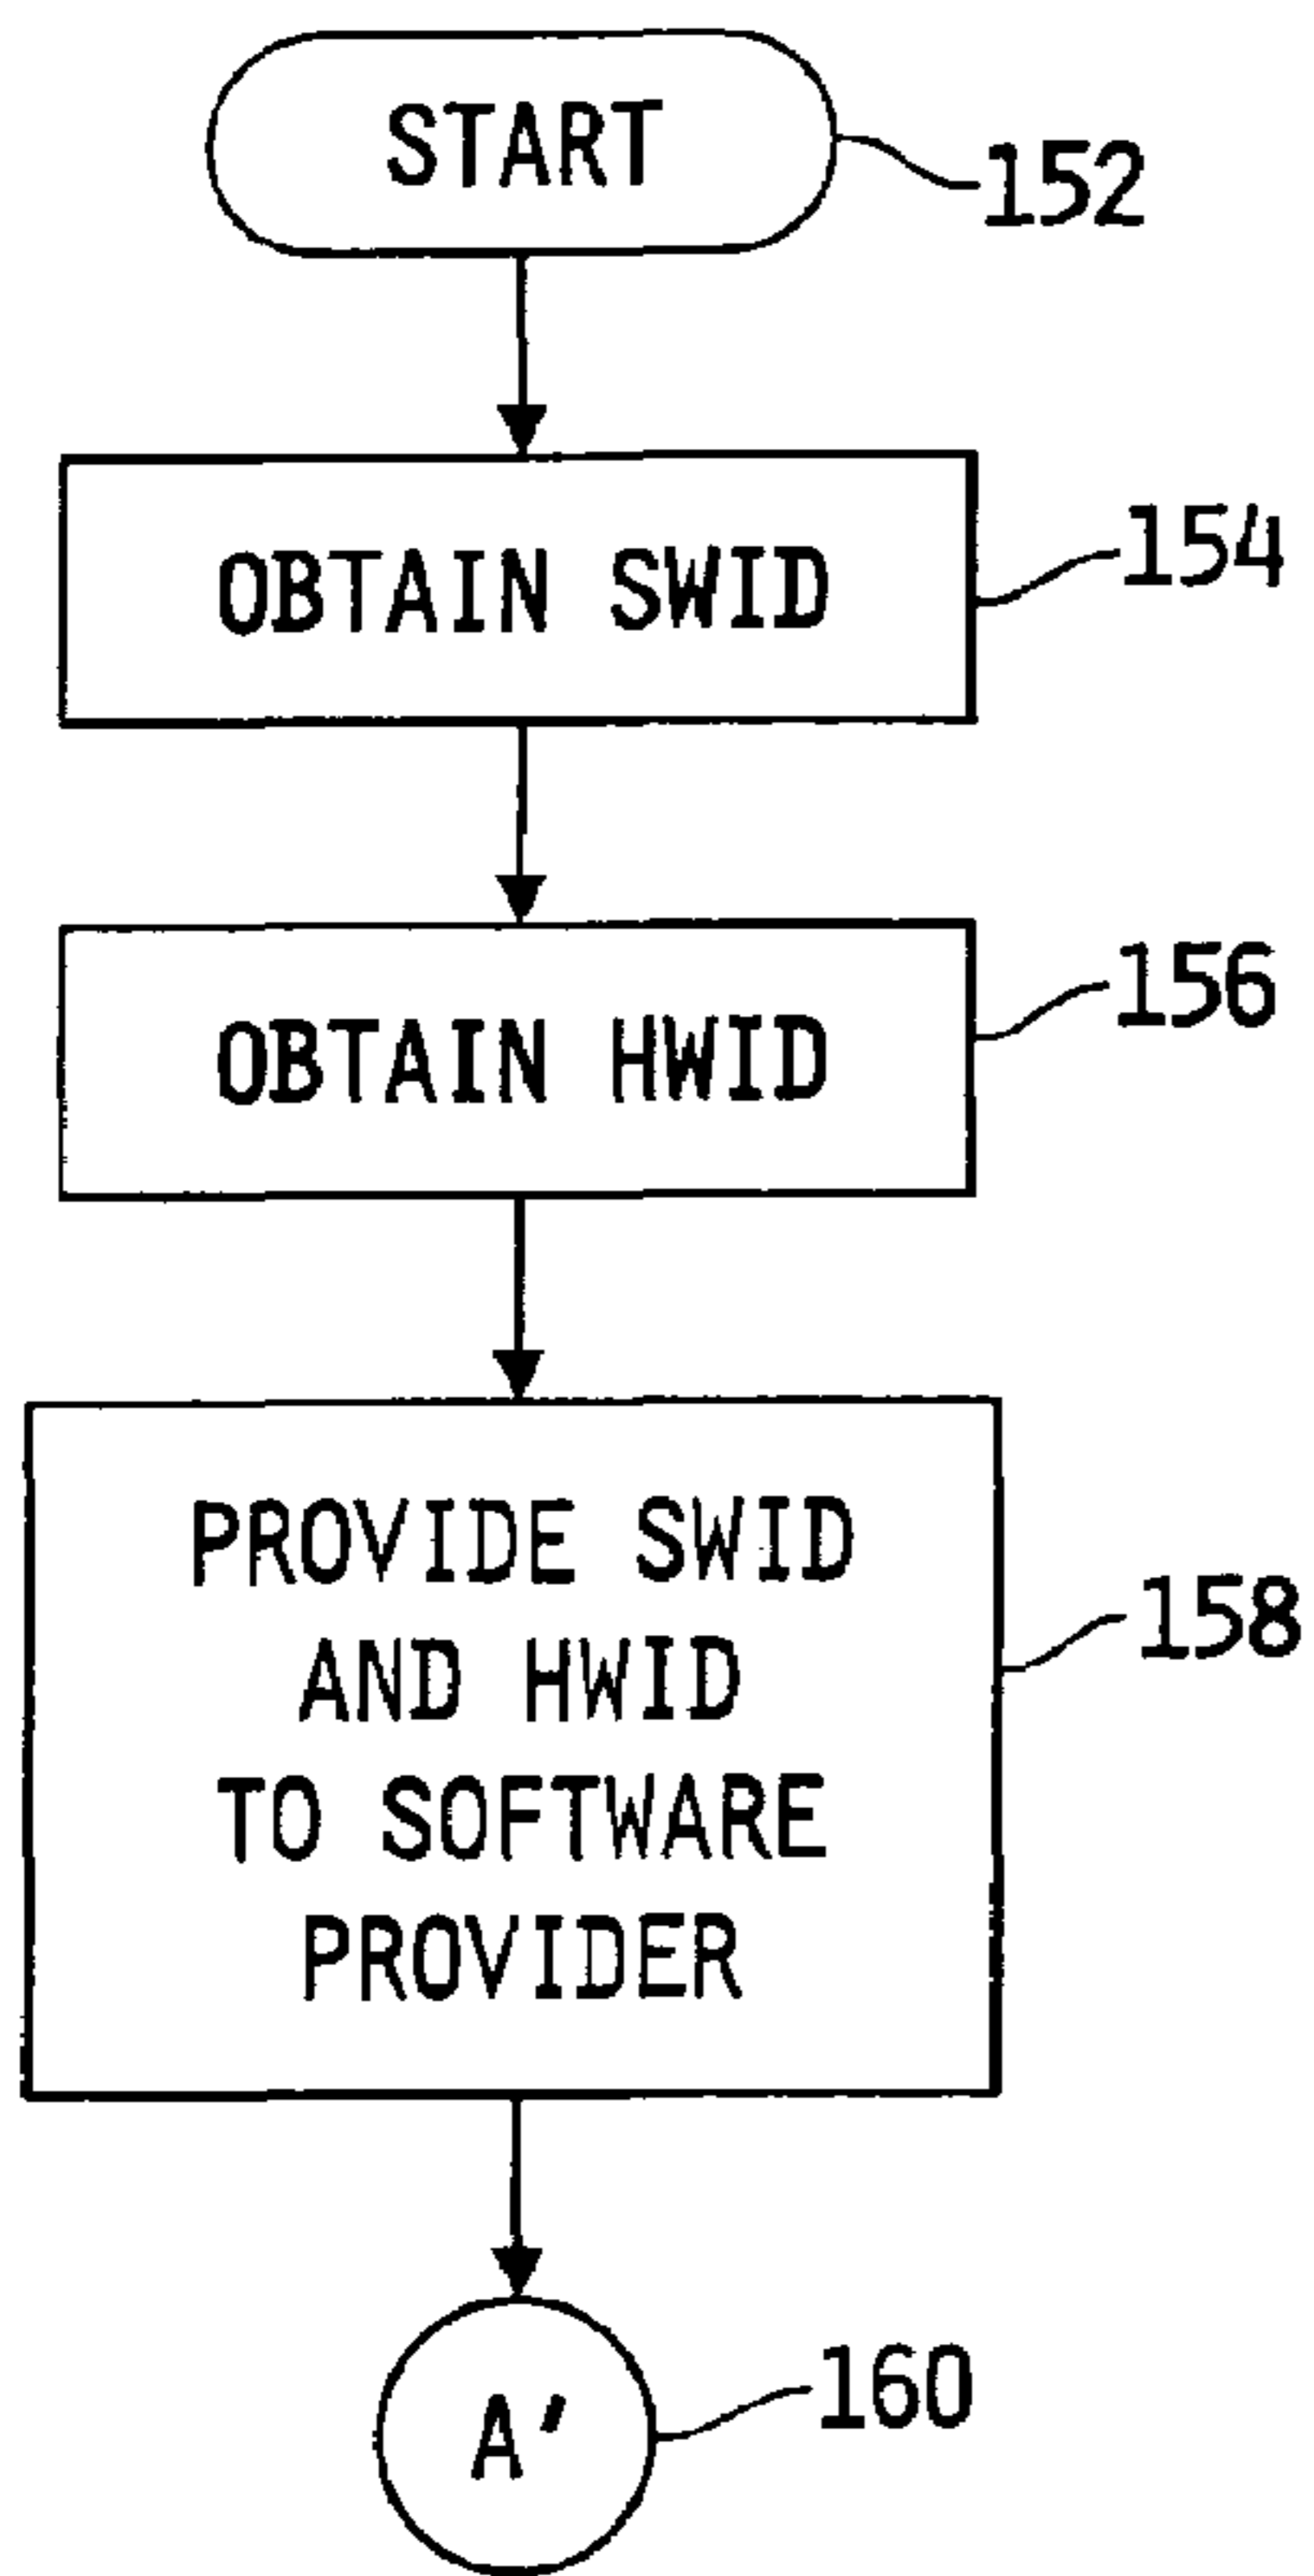 START
152
OBTAIN SWID
154
OBTAIN HWID
156
PROVIDE SWID
AND HWID
TO SOFTWARE
PROVIDER
158
A'
160